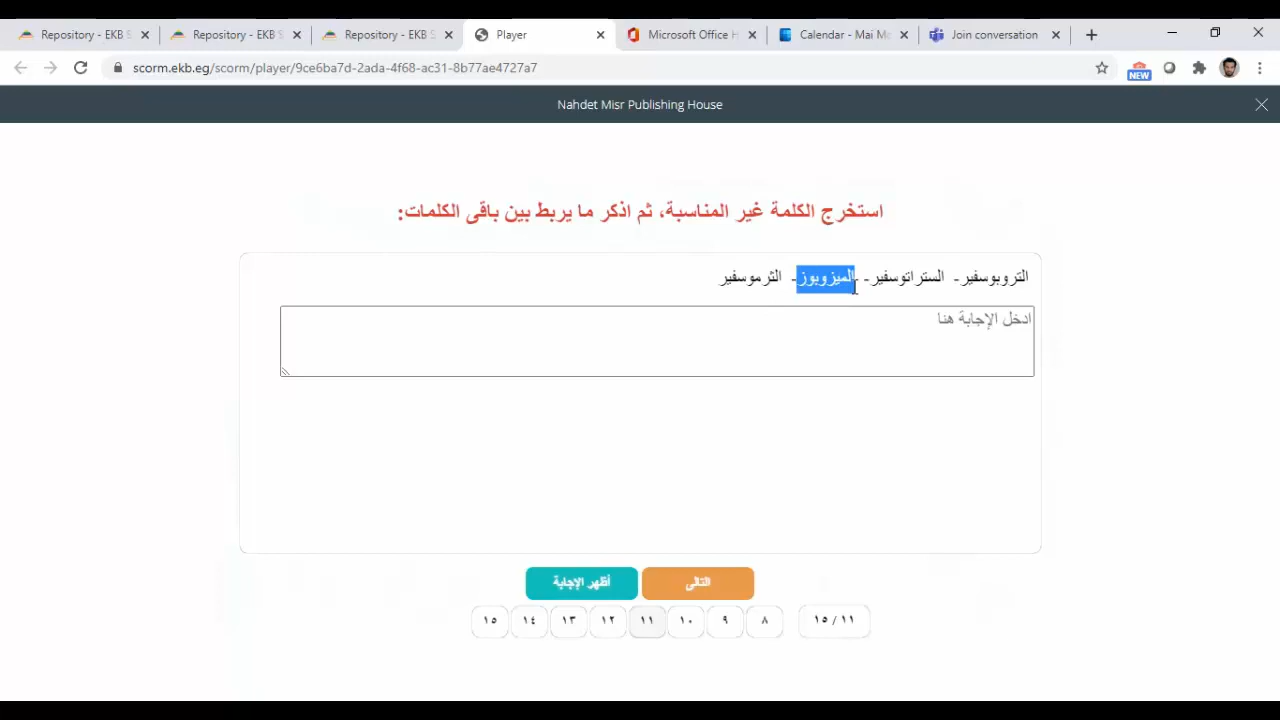 Repository - EKB S
Repository - EKB S
Repository - EKB S
Player
Microsoft Office H
Calendar - Mai Mo
Join conversation
scorm.ekb.eg/scorm/player/9ce6ba7d-2ada-4f68-ac31-8b77ae4727a7
NEW
Nahdet Misr Publishing House
استخرج الكلمة غير المناسبة، ثم اذكر ما يربط بين باقى الكلمات:
التروبوسفير - الستراتوسفير - الميزوبوز - الثرموسفير
ادخل الإجابة هنا
التالى
أظهر الإجابة
١١ / ١٥
٨
٩
١٠
١١
١٢
١٣
١٤
١٥